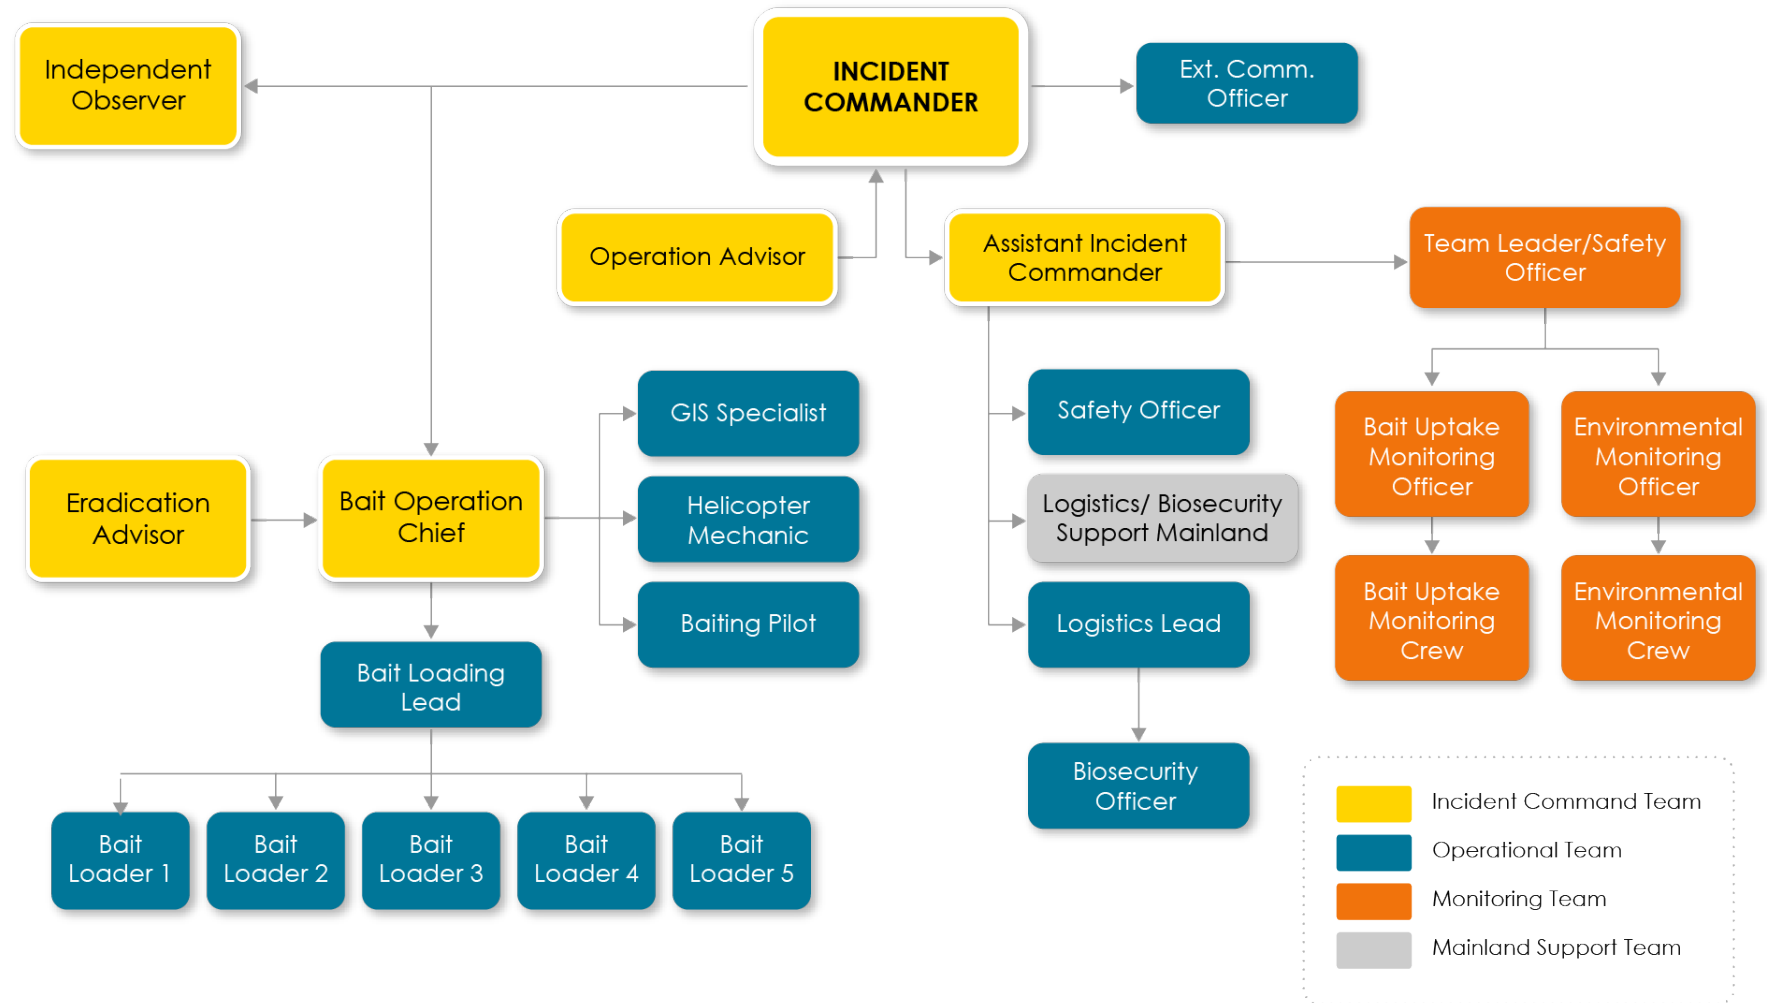 Independent
Observer
INCIDENT
COMMANDER
Ext. Comm.
Officer
Operation Advisor
Assistant Incident
Commander
Team Leader/Safety
Officer
GIS Specialist
Safety Officer
Bait Uptake
Monitoring
Officer
Environmental
Monitoring
Officer
Eradication
Advisor
Bait Operation
Chief
Helicopter
Mechanic
Logistics/ Biosecurity
Support Mainland
Baiting Pilot
Logistics Lead
Bait Uptake
Monitoring
Crew
Environmental
Monitoring
Crew
Bait Loading
Lead
Biosecurity
Officer
Bait
Loader 1
Bait
Loader 2
Bait
Loader 3
Bait
Loader 4
Bait
Loader 5
Incident Command Team
Operational Team
Monitoring Team
Mainland Support Team